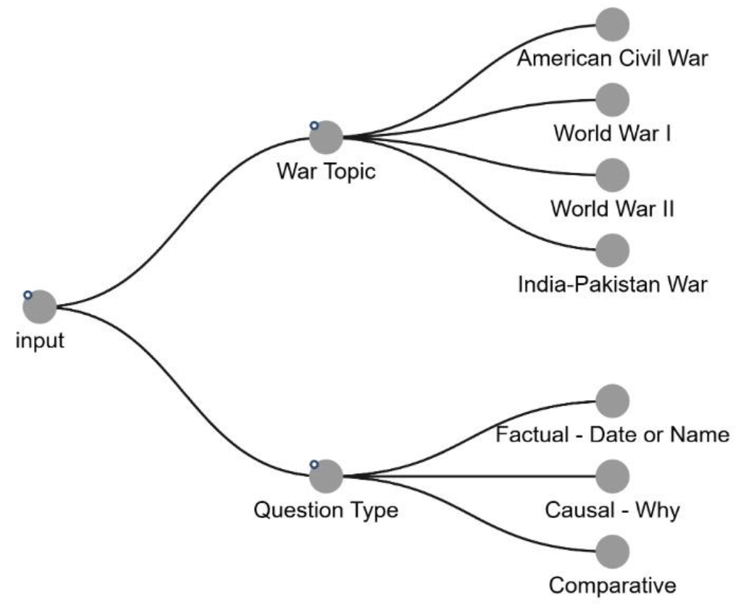 American Civil War
World War I
War Topic
World War II
India-Pakistan War
input
Factual - Date or Name
Question Type
Causal - Why
Comparative